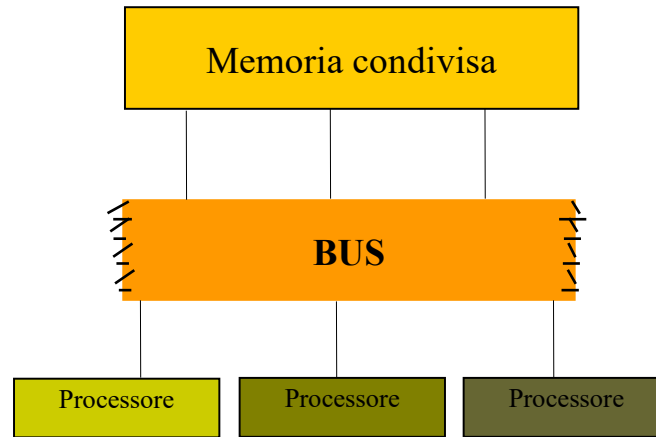 Memoria condivisa
BUS
Processore
Processore
Processore